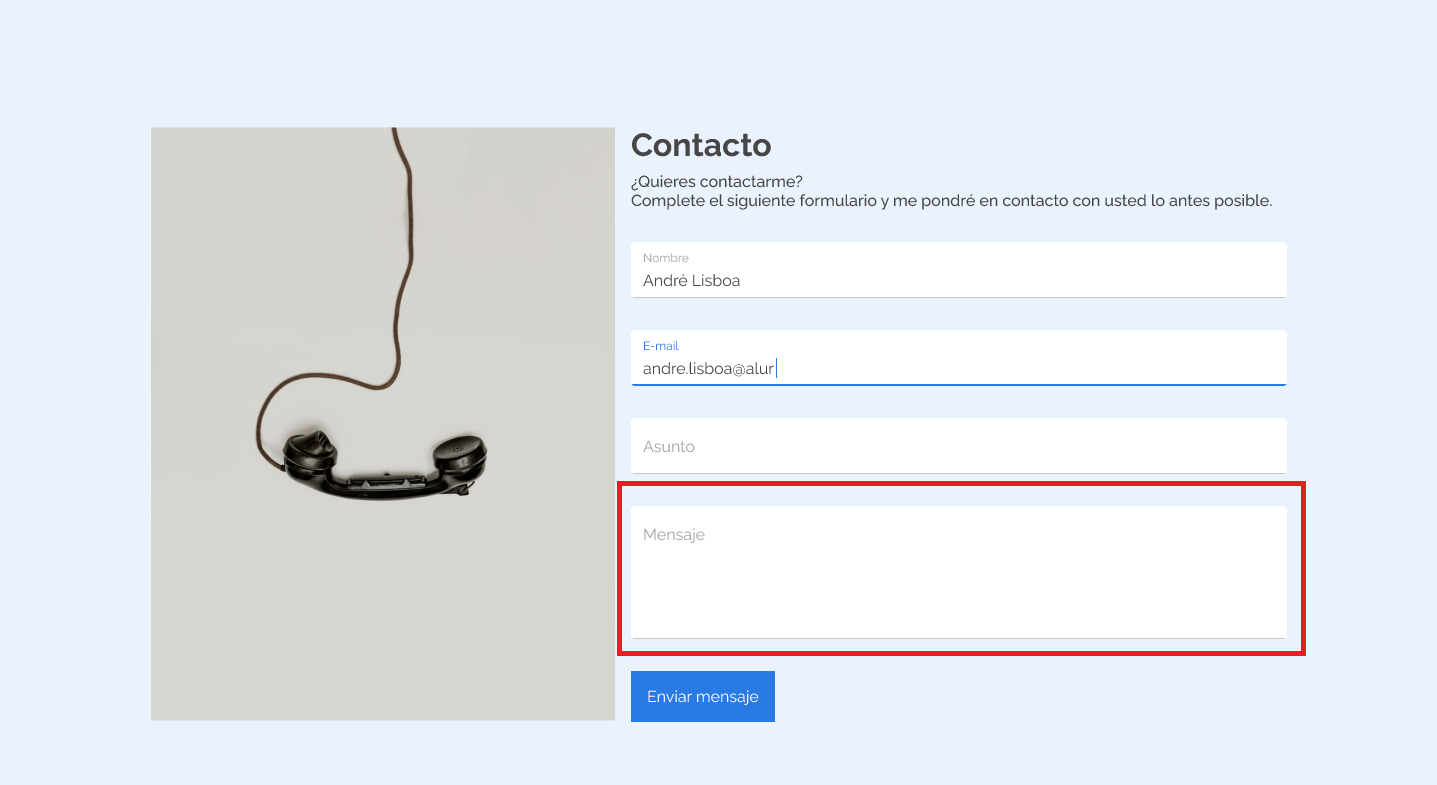 Contacto
¿Quieres contactarme?
Complete el siguiente formulario y me pondré en contacto con usted lo antes posible.
Nombre
André Lisboa
E-mail
andre.lisboa@alur
Asunto
Mensaje
Enviar mensaje